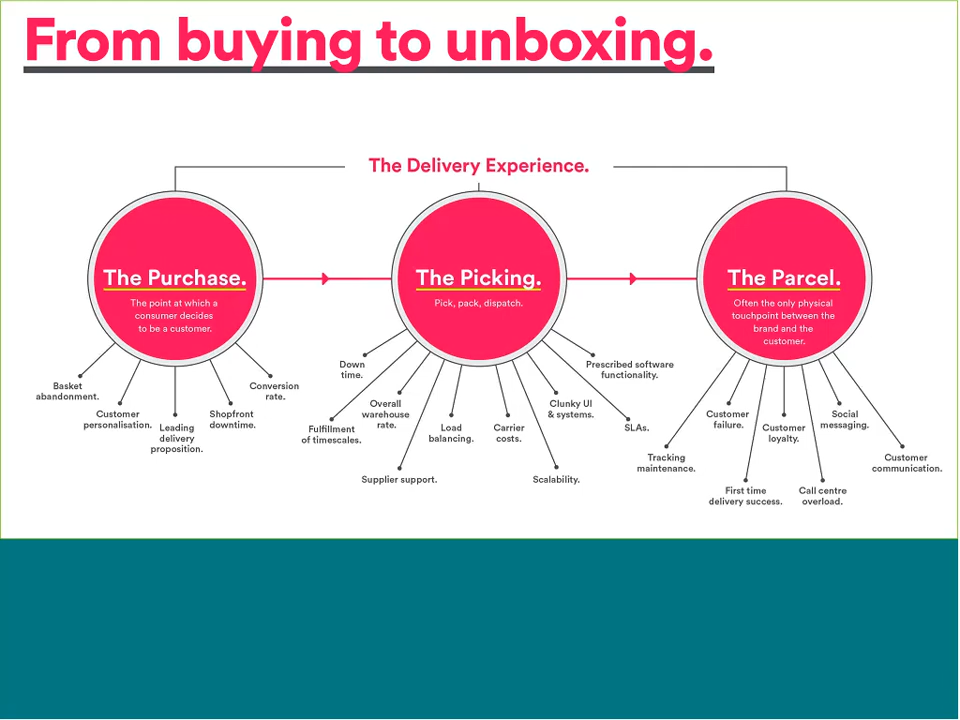 From buying to unboxing.
The Delivery Experience.
The Purchase.
The point at which a
consumer decides
to be a customer.
Basket
abandonment.
Customer
personalisation.
Leading
delivery
proposition.
Shopfront
downtime.
Conversion
rate.
The Picking.
Pick, pack, dispatch.
Down
time.
Fulfillment
of timescales.
Overall
warehouse
rate.
Supplier support.
Load
balancing.
Carrier
costs.
Scalability.
Clunky UI
& systems.
SLAs.
Prescribed software
functionality.
The Parcel.
Often the only physical
touchpoint between the
brand and the
customer.
Tracking
maintenance.
Customer
failure.
First time
delivery success.
Customer
loyalty.
Call centre
overload.
Social
messaging.
Customer
communication.